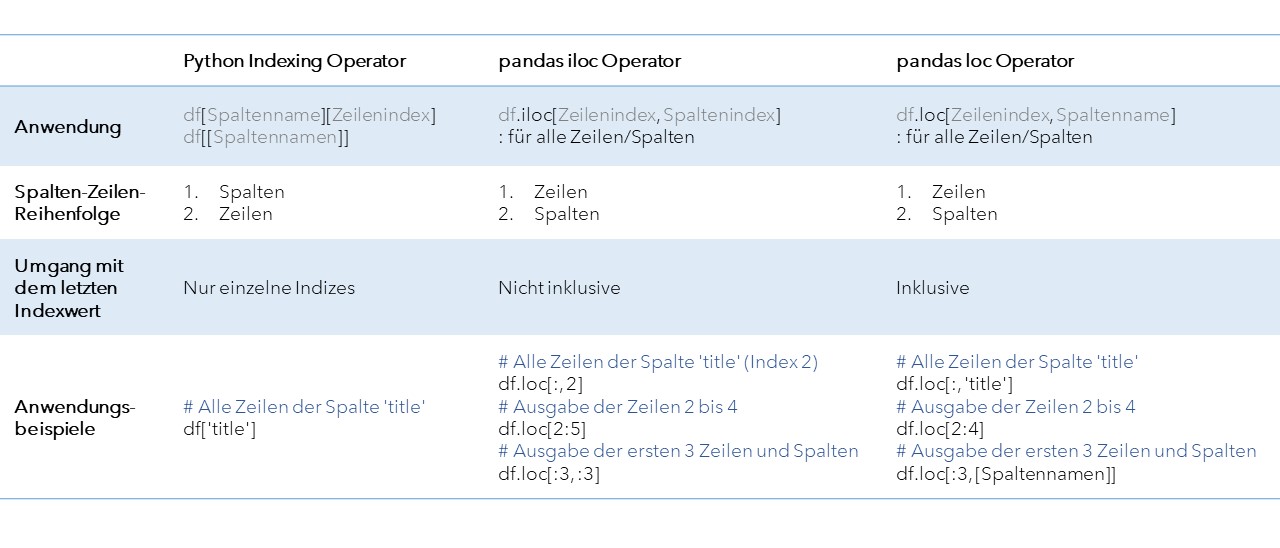 Python Indexing Operator
pandas iloc Operator
pandas loc Operator
Anwendung
df[Spaltenname][Zeilenindex]
df[[Spaltennamen]]
df.iloc[Zeilenindex, Spaltenindex]
: für alle Zeilen/Spalten
df.loc[Zeilenindex, Spaltenname]
: für alle Zeilen/Spalten
Spalten-Zeilen-
Reihenfolge
1. Spalten
2. Zeilen
1. Zeilen
2. Spalten
1. Zeilen
2. Spalten
Umgang mit
dem letzten
Indexwert
Nur einzelne Indizes
Nicht inklusive
Inklusive
Anwendungs-
beispiele
# Alle Zeilen der Spalte 'title'
df['title']
# Alle Zeilen der Spalte 'title' (Index 2)
df.loc[:, 2]
# Ausgabe der Zeilen 2 bis 4
df.loc[2:5]
# Ausgabe der ersten 3 Zeilen und Spalten
df.loc[:3, :3]
# Alle Zeilen der Spalte 'title'
df.loc[:, 'title']
# Ausgabe der Zeilen 2 bis 4
df.loc[2:4]
# Ausgabe der ersten 3 Zeilen und Spalten
df.loc[:3, [Spaltennamen]]